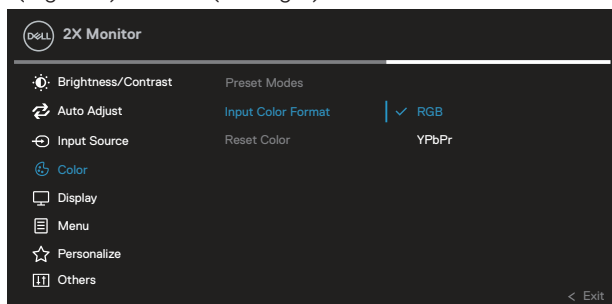 DELL 2X Monitor
Brightness/Contrast Preset Modes
Auto Adjust Input Color Format RGB
Input Source Reset Color YPbPr
Color
Display
Menu
Personalize
Others
< Exit